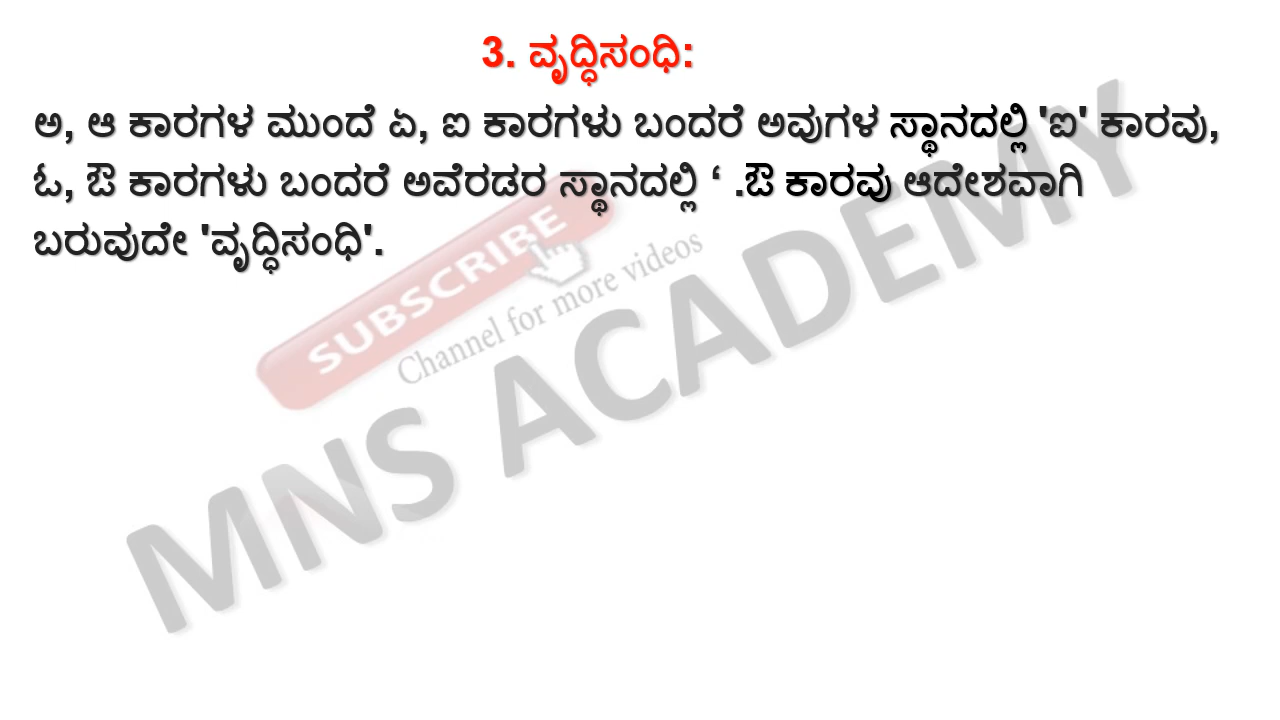 3. ವೃದ್ಧಿಸಂಧಿ:
ಅ, ಆ ಕಾರಗಳ ಮುಂದೆ ಏ, ಐ ಕಾರಗಳು ಬಂದರೆ ಅವುಗಳ ಸ್ಥಾನದಲ್ಲಿ 'ಐ' ಕಾರವು,
ಓ, ಔ ಕಾರಗಳು ಬಂದರೆ ಅವೆರಡರ ಸ್ಥಾನದಲ್ಲಿ ‘ .ಔ ಕಾರವು ಆದೇಶವಾಗಿ
ಬರುವುದೇ 'ವೃದ್ಧಿಸಂಧಿ'.
SUBSCRIBE
Channel for more videos
MNS ACADEMY